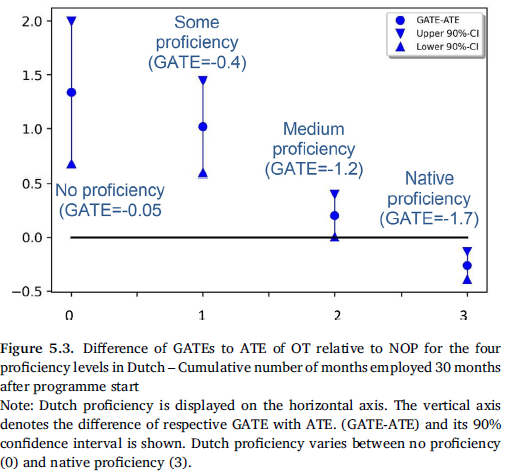 2.0
1.5
1.0
0.5
0.0
−0.5
0
1
2
3
GATE-ATE
Upper 90%-CI
Lower 90%-CI
Some
proficiency
(GATE=-0.4)
Medium
proficiency
(GATE=-1.2)
No proficiency
(GATE=-0.05
Native
proficiency
(GATE=-1.7)
Figure 5.3. Difference of GATEs to ATE of OT relative to NOP for the four
proficiency levels in Dutch – Cumulative number of months employed 30 months
after programme start
Note: Dutch proficiency is displayed on the horizontal axis. The vertical axis
denotes the difference of respective GATE with ATE. (GATE-ATE) and its 90%
confidence interval is shown. Dutch proficiency varies between no proficiency
(0) and native proficiency (3).